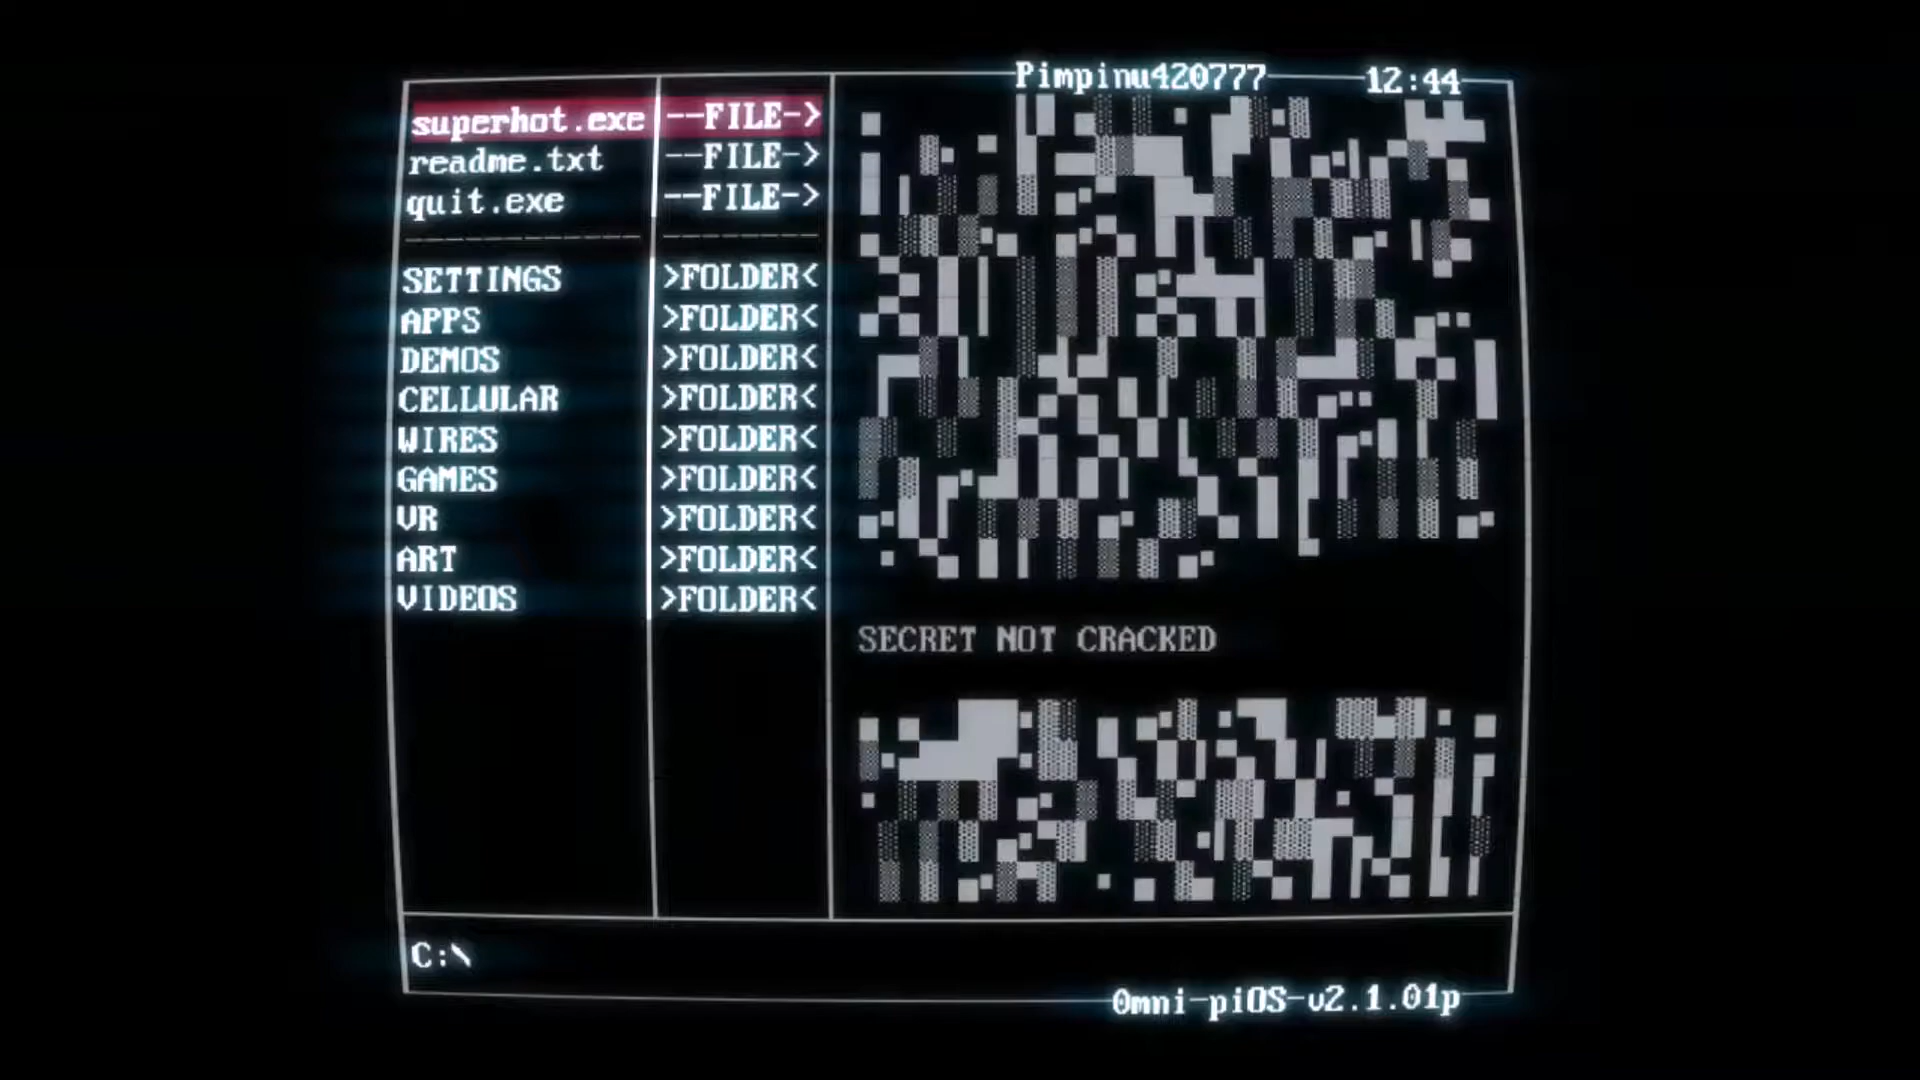 Pimpinu420777 12:44
superhot.exe --FILE->
readme.txt --FILE->
quit.exe --FILE->
SETTINGS >FOLDER<
APPS >FOLDER<
DEMOS >FOLDER<
CELLULAR >FOLDER<
WIRES >FOLDER<
GAMES >FOLDER<
VR >FOLDER<
ART >FOLDER<
VIDEOS >FOLDER<
SECRET NOT CRACKED
C:\
0mni-piOS-v2.1.01p